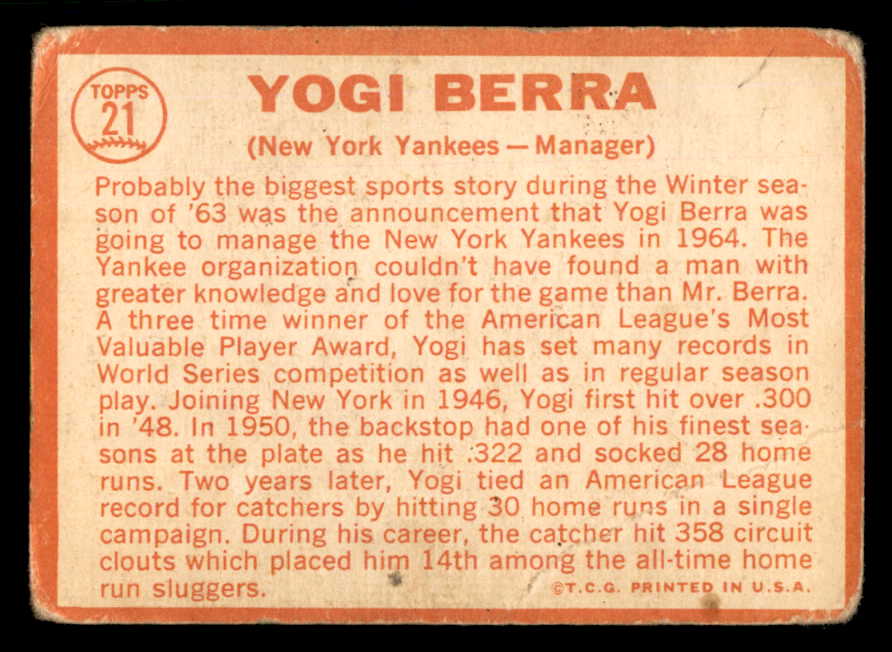 TOPPS
21
YOGI BERRA
(New York Yankees — Manager)
Probably the biggest sports story during the Winter sea-
son of '63 was the announcement that Yogi Berra was
going to manage the New York Yankees in 1964. The
Yankee organization couldn't have found a man with
greater knowledge and love for the game than Mr. Berra.
A three time winner of the American League's Most
Valuable Player Award, Yogi has set many records in
World Series competition as well as in regular season
play. Joining New York in 1946, Yogi first hit over .300
in '48. In 1950, the backstop had one of his finest sea-
sons at the plate as he hit .322 and socked 28 home
runs. Two years later, Yogi tied an American League
record for catchers by hitting 30 home runs in a single
campaign. During his career, the catcher hit 358 circuit
clouts which placed him 14th among the all-time home
run sluggers.
©T.C.G. PRINTED IN U.S.A.